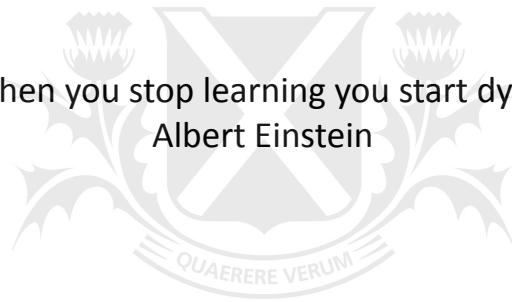 hen you stop learning you start dy
Albert Einstein
QUAERERE VERUM